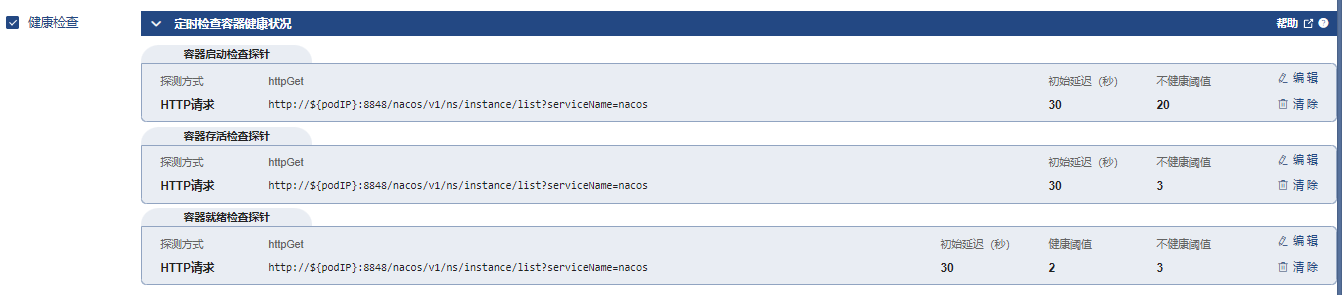 健康检查
定时检查容器健康状况 帮助
容器启动检查探针
探测方式 httpGet 初始延迟（秒） 不健康阈值 编辑
HTTP请求 http://${podIP}:8848/nacos/v1/ns/instance/list?serviceName=nacos 30 20 清除
容器存活检查探针
探测方式 httpGet 初始延迟（秒） 不健康阈值 编辑
HTTP请求 http://${podIP}:8848/nacos/v1/ns/instance/list?serviceName=nacos 30 3 清除
容器就绪检查探针
探测方式 httpGet 初始延迟（秒） 健康阈值 不健康阈值 编辑
HTTP请求 http://${podIP}:8848/nacos/v1/ns/instance/list?serviceName=nacos 30 2 3 清除